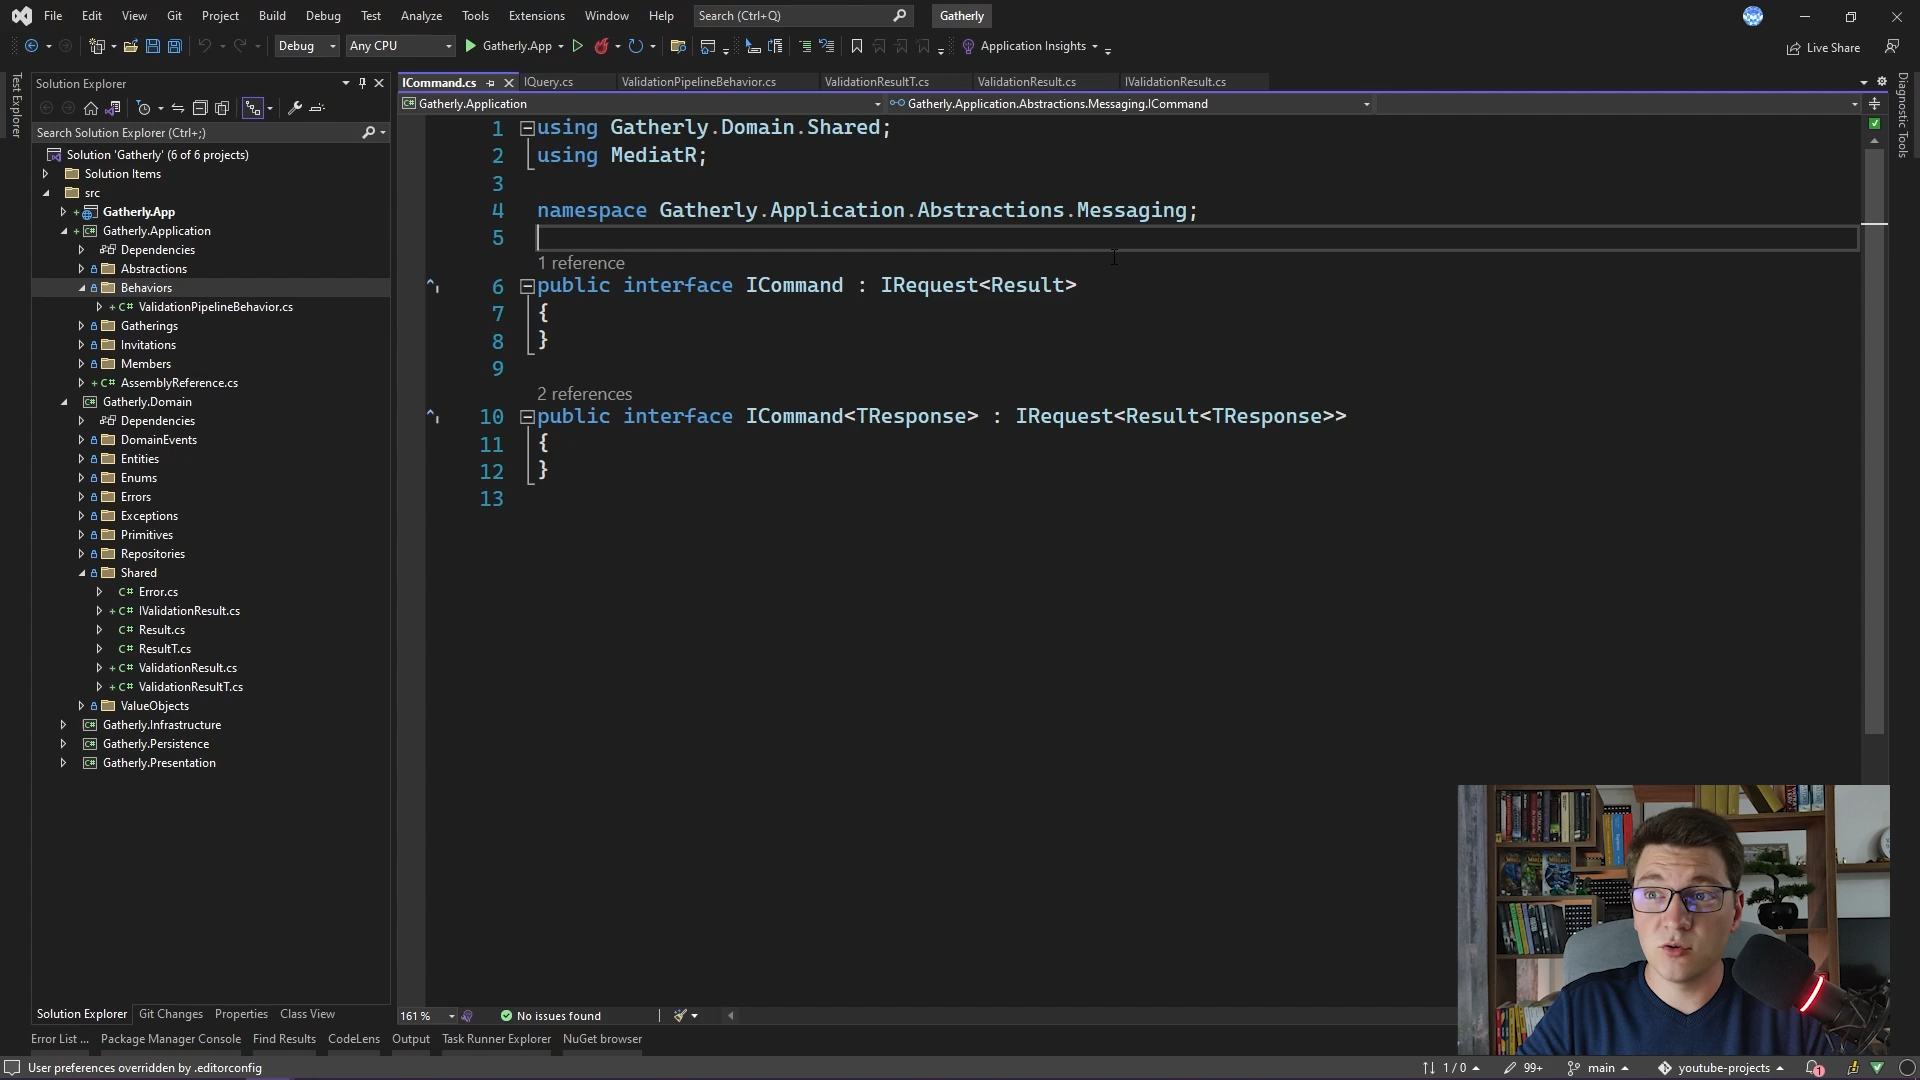 File Edit View Git Project Build Debug Test Analyze Tools Extensions Window Help Search (Ctrl+Q) Gatherly
Debug Any CPU Gatherly.App Application Insights Live Share
Test Explorer
Solution Explorer
Search Solution Explorer (Ctrl+;)
Solution 'Gatherly' (6 of 6 projects)
Solution Items
src
Gatherly.App
Gatherly.Application
Dependencies
Abstractions
Behaviors
ValidationPipelineBehavior.cs
Gatherings
Invitations
Members
AssemblyReference.cs
Gatherly.Domain
Dependencies
DomainEvents
Entities
Enums
Errors
Exceptions
Primitives
Repositories
Shared
Error.cs
IValidationResult.cs
Result.cs
ResultT.cs
ValidationResult.cs
ValidationResultT.cs
ValueObjects
Gatherly.Infrastructure
Gatherly.Persistence
Gatherly.Presentation
Solution Explorer Git Changes Properties Class View
ICommand.cs IQuery.cs ValidationPipelineBehavior.cs ValidationResultT.cs ValidationResult.cs IValidationResult.cs
Gatherly.Application Gatherly.Application.Abstractions.Messaging.ICommand
1 using Gatherly.Domain.Shared;
2 using MediatR;
3
4 namespace Gatherly.Application.Abstractions.Messaging;
5
1 reference
6 public interface ICommand : IRequest<Result>
7 {
8 }
9
2 references
10 public interface ICommand<TResponse> : IRequest<Result<TResponse>>
11 {
12 }
13
Diagnostic Tools
161 % No issues found
Error List ... Package Manager Console Find Results CodeLens Output Task Runner Explorer NuGet browser
User preferences overridden by .editorconfig 1 / 0 99+ main youtube-projects 1